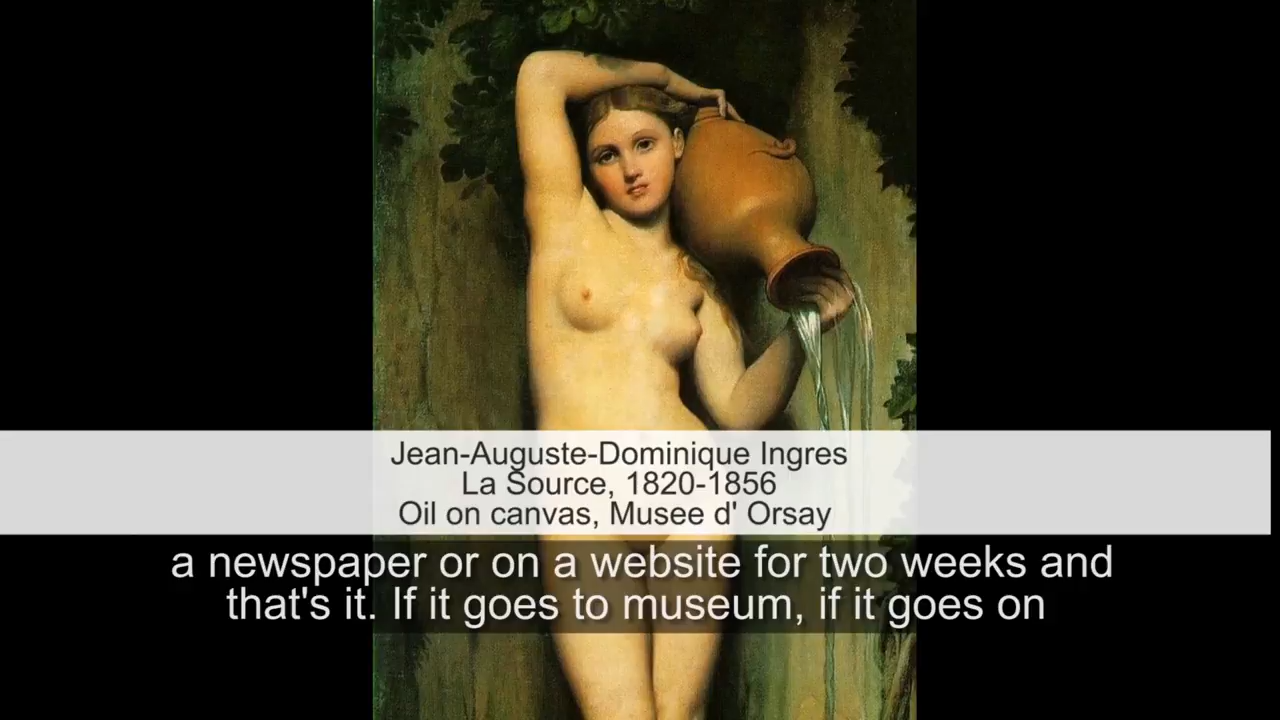 Jean-Auguste-Dominique Ingres
La Source, 1820-1856
Oil on canvas, Musee d' Orsay
a newspaper or on a website for two weeks and
that's it. If it goes to museum, if it goes on